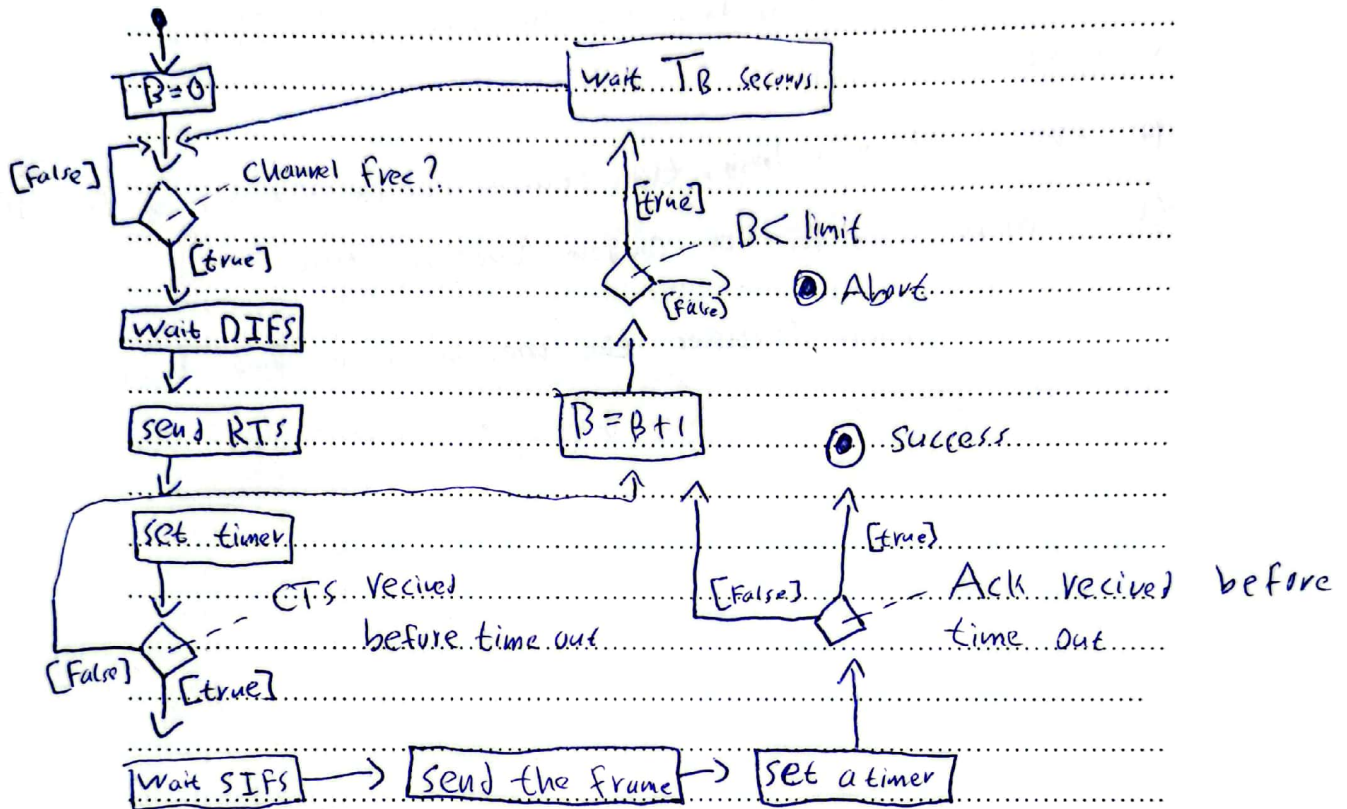 B=0
wait TB seconds
[False]
channel free?
[true]
[true]
B< limit
[False]
Abort
wait DIFS
send RTS
B=B+1
success
set timer
[true]
CTS recived
before time out
[False]
Ack recived before
time out
[False]
[true]
wait SIFS
send the frame
set a timer